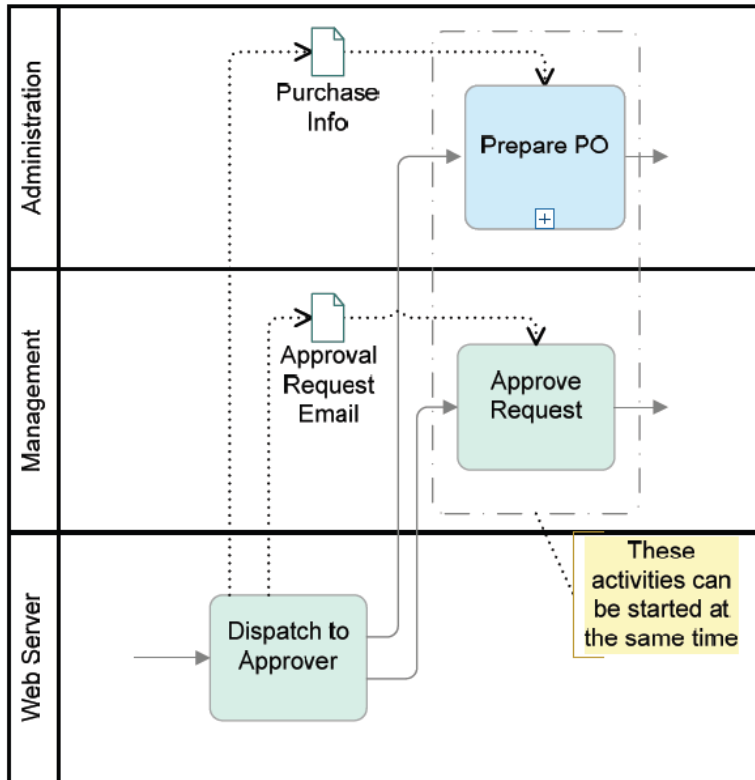 Administration
Purchase
Info
Prepare PO
Management
Approval
Request
Email
Approve
Request
Web Server
Dispatch to
Approver
These
activities can
be started at
the same time